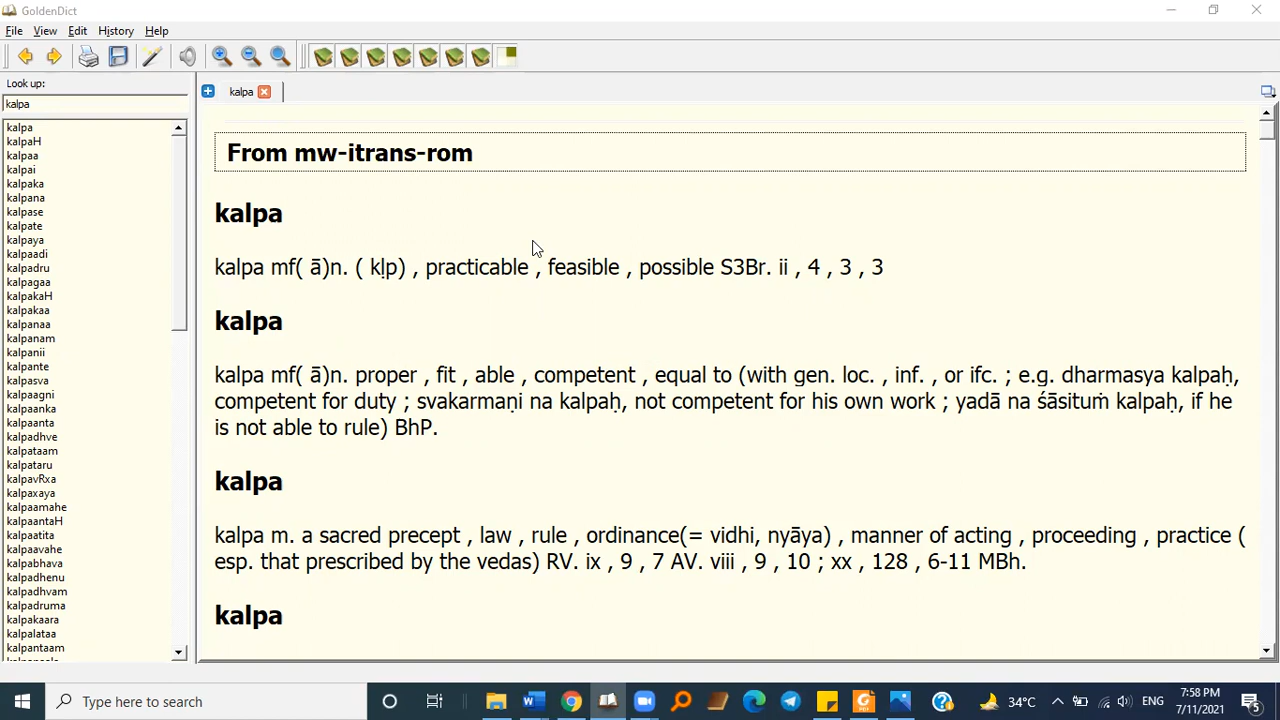 GoldenDict
File View Edit History Help
Look up:
kalpa
kalpa
kalpa
kalpaH
kalpaa
kalpai
kalpaka
kalpana
kalpase
kalpate
kalpaya
kalpaadi
kalpadru
kalpagaa
kalpakaH
kalpakaa
kalpanaa
kalpanam
kalpanii
kalpante
kalpasva
kalpaagni
kalpaanka
kalpaanta
kalpadhve
kalpataam
kalpataru
kalpavRxa
kalpaxaya
kalpaamahe
kalpaantaH
kalpaatita
kalpaavahe
kalpabhava
kalpadhenu
kalpadhvam
kalpadruma
kalpakaara
kalpalataa
kalpantaam
From mw-itrans-rom
kalpa
kalpa mf( ā)n. ( kḷp) , practicable , feasible , possible S3Br. ii , 4 , 3 , 3
kalpa
kalpa mf( ā)n. proper , fit , able , competent , equal to (with gen. loc. , inf. , or ifc. ; e.g. dharmasya kalpaḥ,
competent for duty ; svakarmaṇi na kalpaḥ, not competent for his own work ; yadā na śāsituṁ kalpaḥ, if he
is not able to rule) BhP.
kalpa
kalpa m. a sacred precept , law , rule , ordinance(= vidhi, nyāya) , manner of acting , proceeding , practice (
esp. that prescribed by the vedas) RV. ix , 9 , 7 AV. viii , 9 , 10 ; xx , 128 , 6-11 MBh.
kalpa
Type here to search
34°C
ENG
7:58 PM
7/11/2021
5